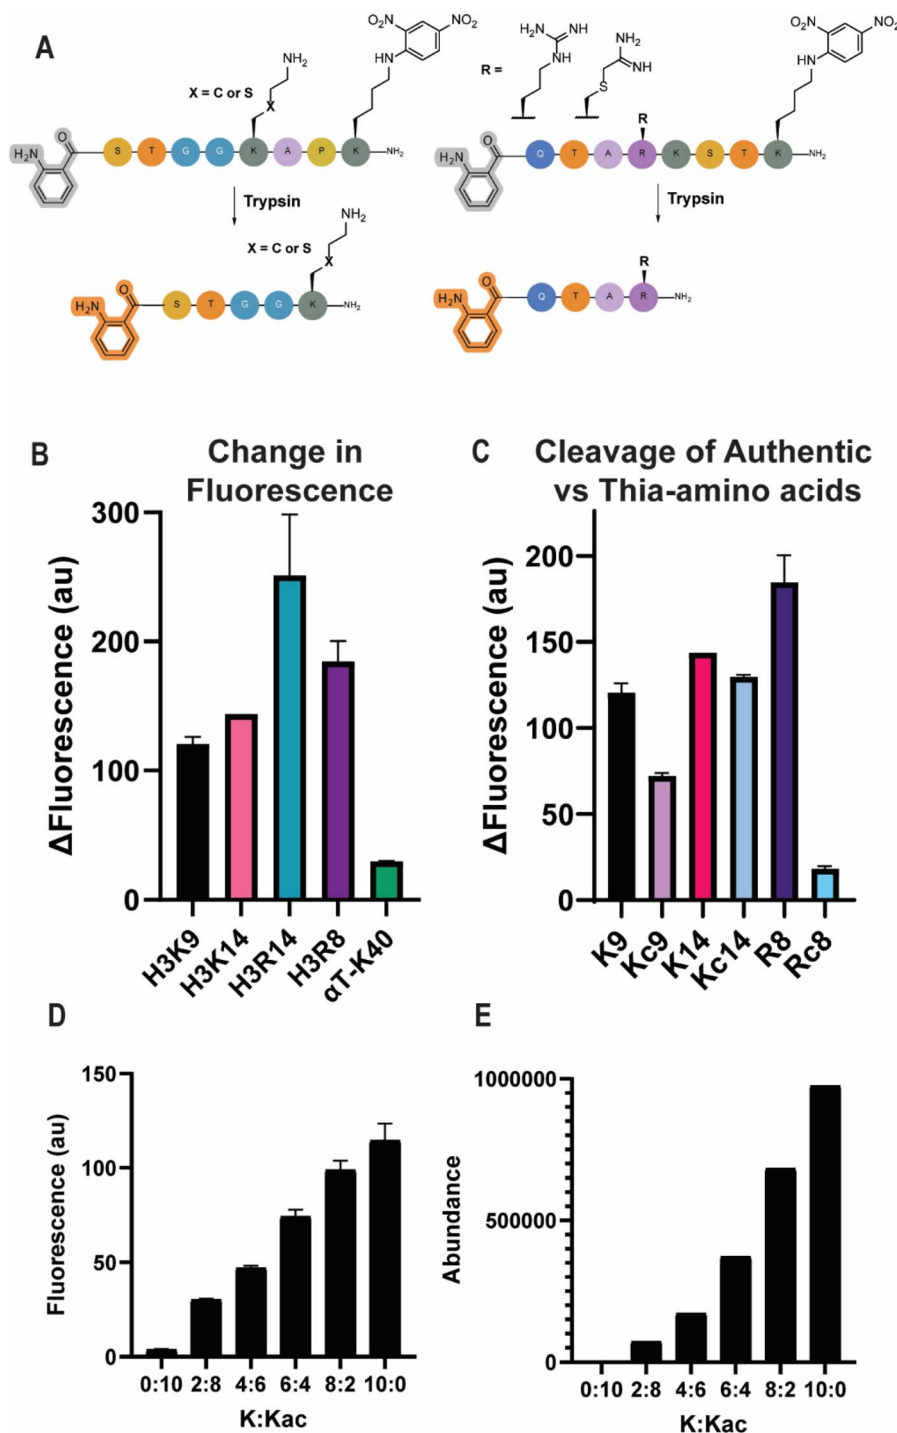 A
NO₂
NO₂
HN
NH₂
X = C or S
X
O
H₂N
S T G G K A P K NH₂
Trypsin
X = C or S
NH₂
X
O
H₂N
S T G G K NH₂
R =
H₂N NH
NH
NH₂
NH
S
NO₂
NO₂
HN
R
O
H₂N
Q T A R K S T K NH₂
Trypsin
R
O
H₂N
Q T A R NH₂
B
Change in
Fluorescence
ΔFluorescence (au)
300
200
100
0
H3K9
H3K14
H3R14
H3R8
αT-K40
C
Cleavage of Authentic
vs Thia-amino acids
ΔFluorescence (au)
200
150
100
50
0
K9
Kc9
K14
Kc14
R8
Rc8
D
Fluorescence (au)
150
100
50
0
0:10 2:8 4:6 6:4 8:2 10:0
K:Kac
E
Abundance
1000000
500000
0
0:10 2:8 4:6 6:4 8:2 10:0
K:Kac